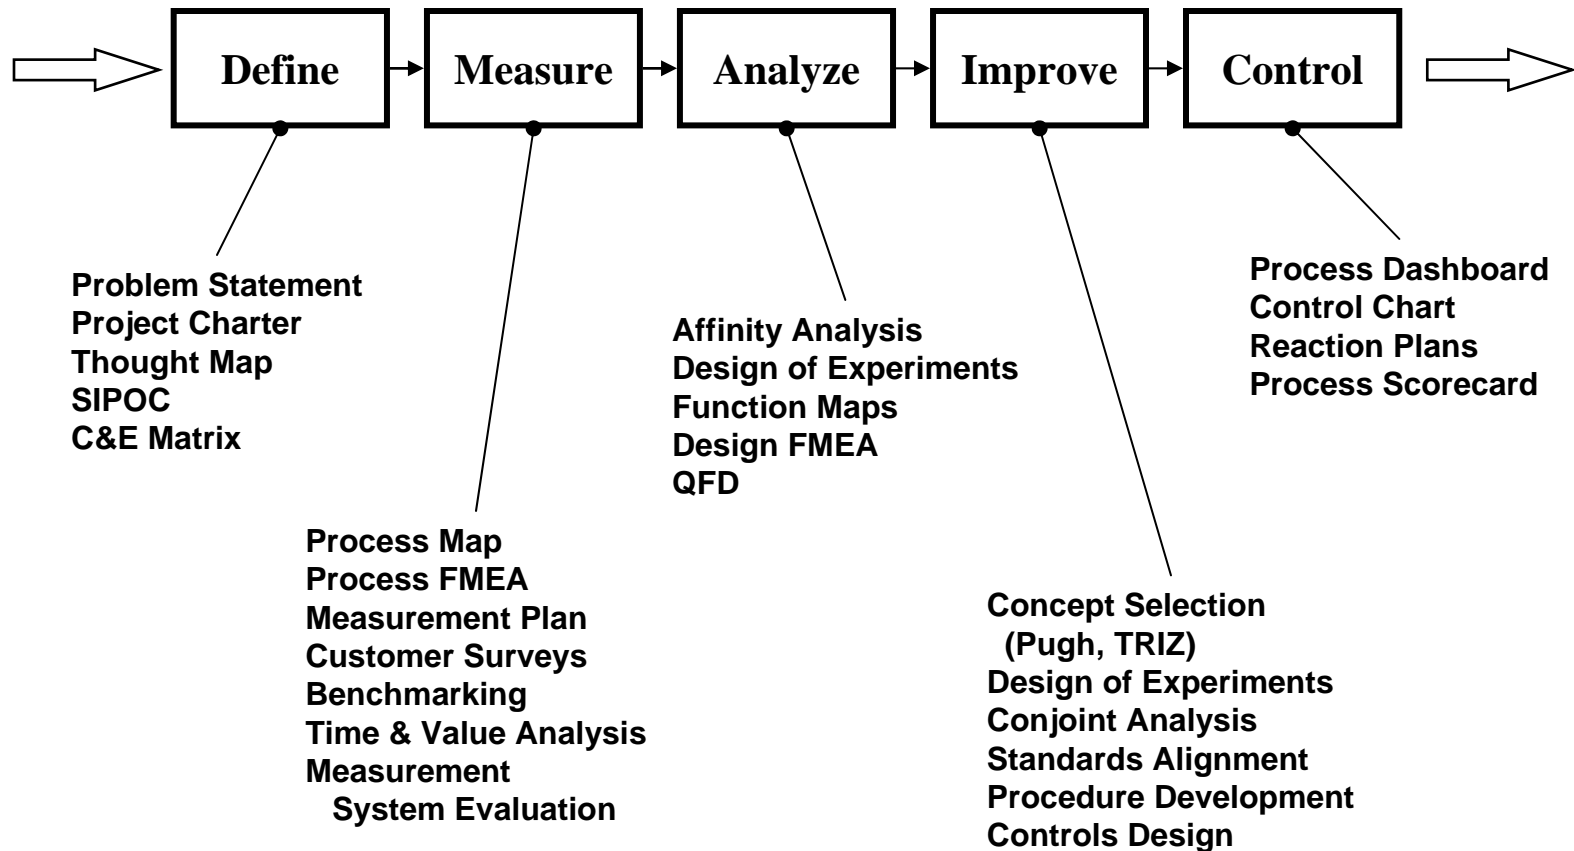 Define
Measure
Analyze
Improve
Control
Problem Statement
Project Charter
Thought Map
SIPOC
C&E Matrix
Process Map
Process FMEA
Measurement Plan
Customer Surveys
Benchmarking
Time & Value Analysis
Measurement
System Evaluation
Affinity Analysis
Design of Experiments
Function Maps
Design FMEA
QFD
Concept Selection
(Pugh, TRIZ)
Design of Experiments
Conjoint Analysis
Standards Alignment
Procedure Development
Controls Design
Process Dashboard
Control Chart
Reaction Plans
Process Scorecard